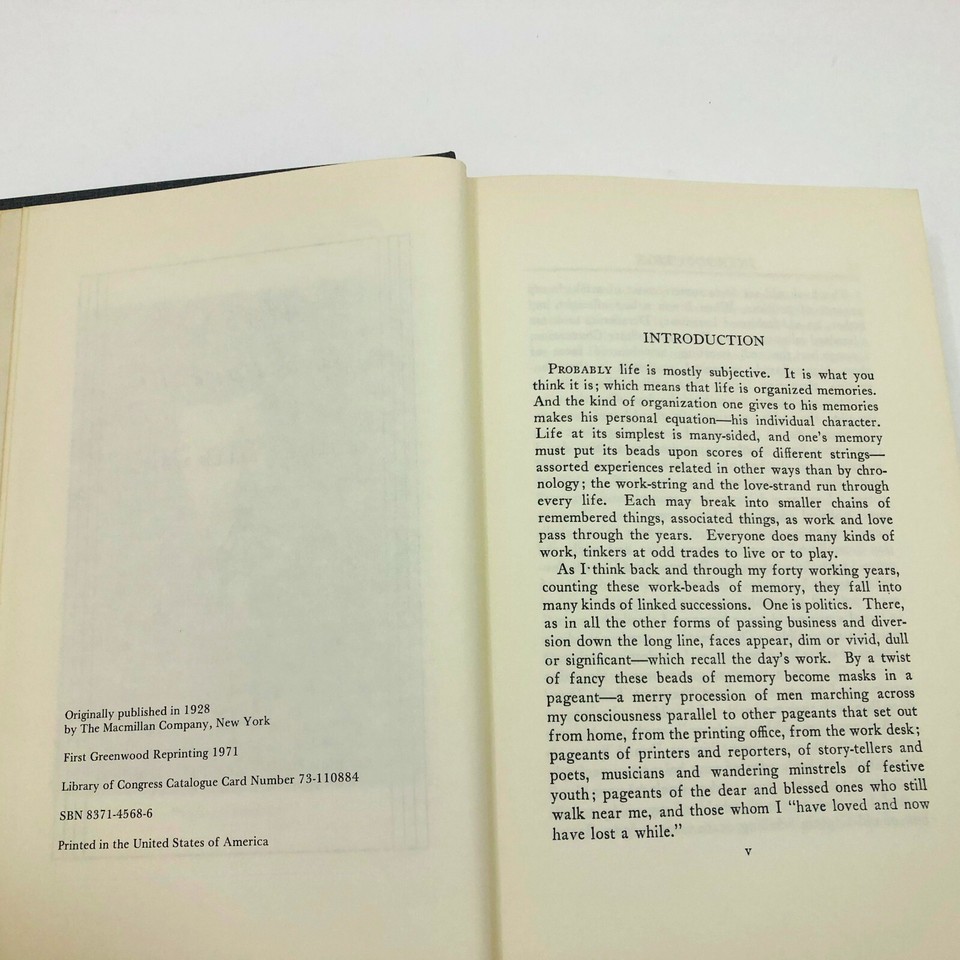 Originally published in 1928
by The Macmillan Company, New York
First Greenwood Reprinting 1971
Library of Congress Catalogue Card Number 73-110884
SBN 8371-4568-6
Printed in the United States of America
INTRODUCTION
PROBABLY life is mostly subjective. It is what you
think it is; which means that life is organized memories.
And the kind of organization one gives to his memories
makes his personal equation—his individual character.
Life at its simplest is many-sided, and one's memory
must put its beads upon scores of different strings—
assorted experiences related in other ways than by chro-
nology; the work-string and the love-strand run through
every life. Each may break into smaller chains of
remembered things, associated things, as work and love
pass through the years. Everyone does many kinds of
work, tinkers at odd trades to live or to play.
As I think back and through my forty working years,
counting these work-beads of memory, they fall into
many kinds of linked successions. One is politics. There,
as in all the other forms of passing business and diver-
sion down the long line, faces appear, dim or vivid, dull
or significant—which recall the day's work. By a twist
of fancy these beads of memory become masks in a
pageant—a merry procession of men marching across
my consciousness parallel to other pageants that set out
from home, from the printing office, from the work desk;
pageants of printers and reporters, of story-tellers and
poets, musicians and wandering minstrels of festive
youth; pageants of the dear and blessed ones who still
walk near me, and those whom I "have loved and now
have lost a while."
v